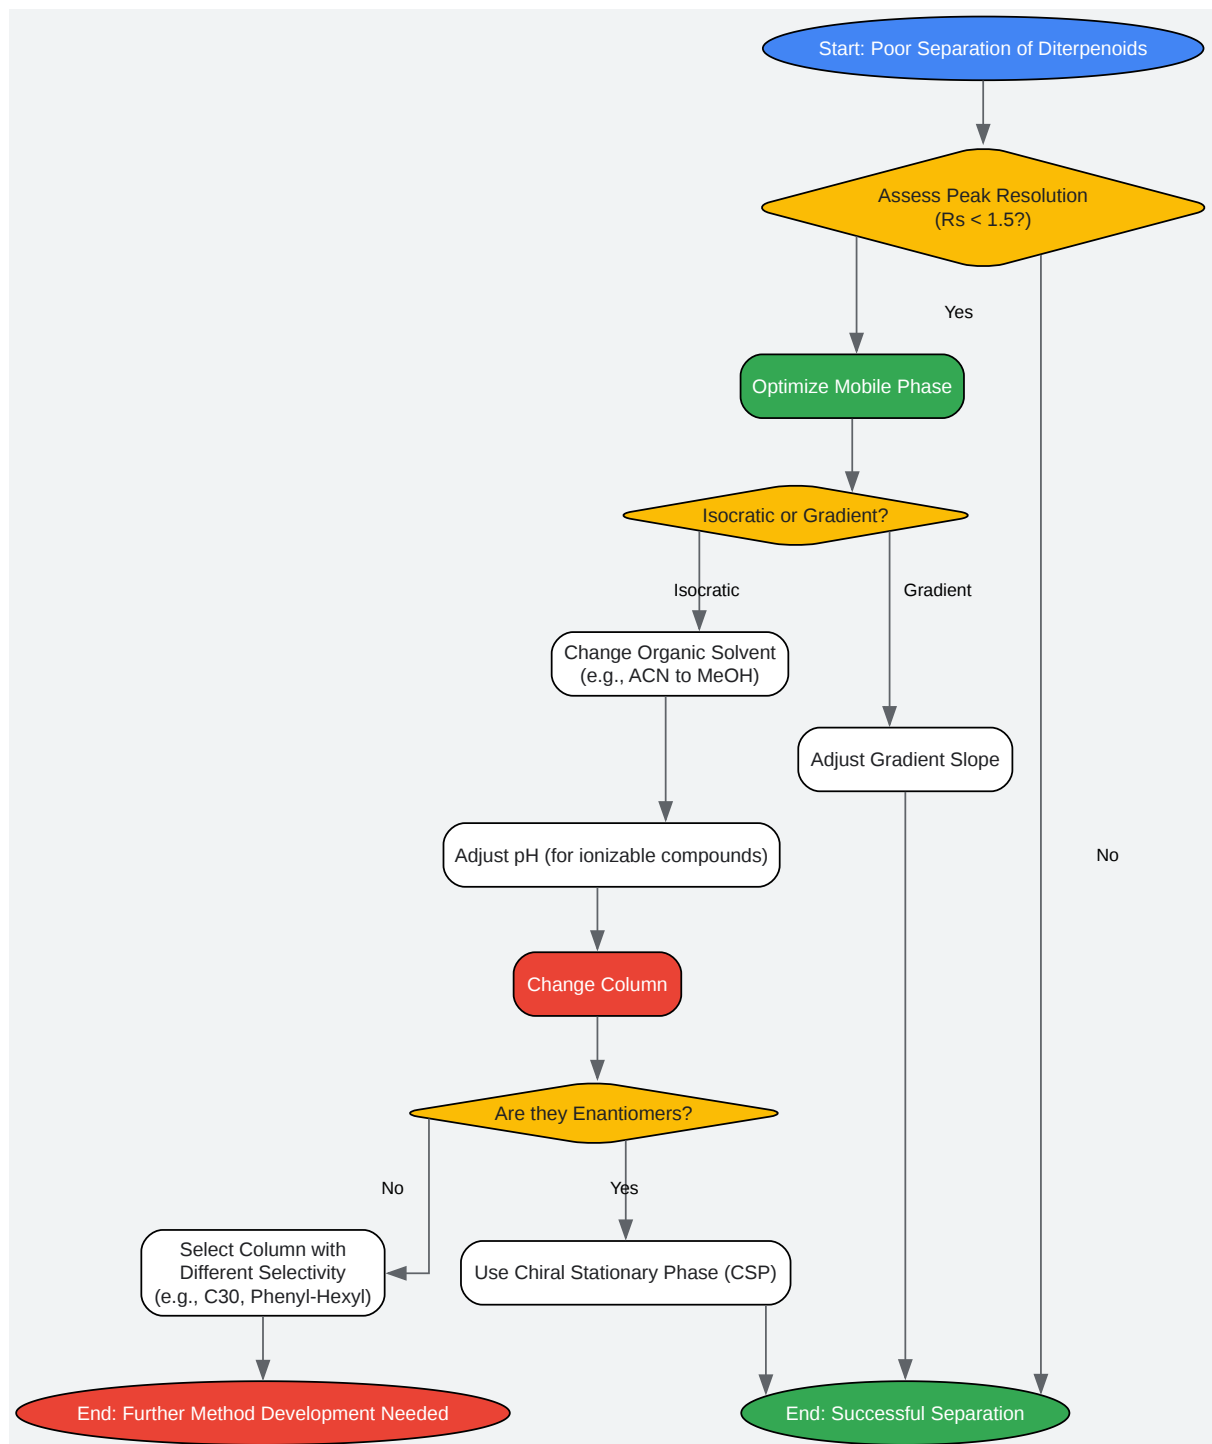 Start: Poor Separation of Diterpenoids
Assess Peak Resolution
(Rs < 1.5?)
Yes
Optimize Mobile Phase
Isocratic or Gradient?
Isocratic
Gradient
Change Organic Solvent
(e.g., ACN to MeOH)
Adjust Gradient Slope
Adjust pH (for ionizable compounds)
No
Change Column
Are they Enantiomers?
No
Yes
Select Column with
Different Selectivity
(e.g., C30, Phenyl-Hexyl)
Use Chiral Stationary Phase (CSP)
End: Further Method Development Needed
End: Successful Separation